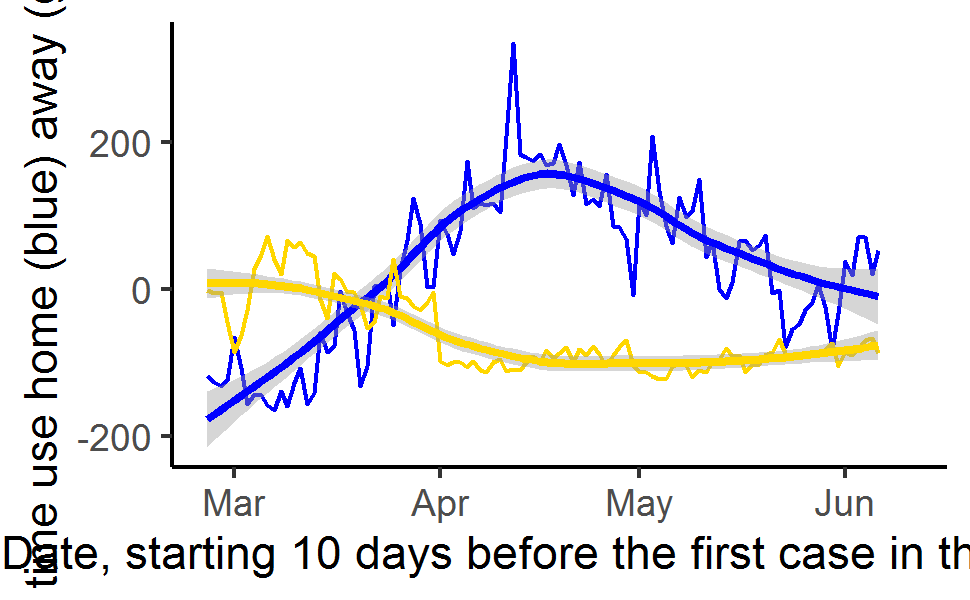 time use home (blue) away (
200
0
-200
Mar Apr May Jun
Date, starting 10 days before the first case in th